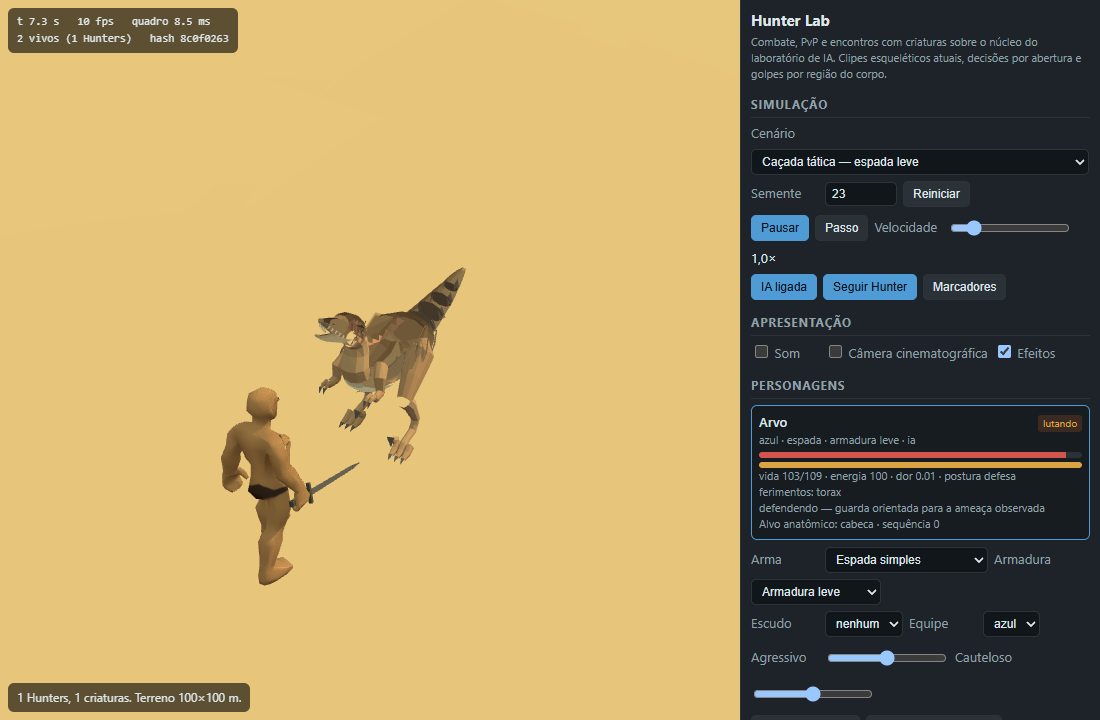 t 7.3 s   10 fps   quadro 8.5 ms
2 vivos (1 Hunters)   hash 8c0f0263
1 Hunters, 1 criaturas. Terreno 100×100 m.
Hunter Lab
Combate, PvP e encontros com criaturas sobre o núcleo do
laboratório de IA. Clipes esqueléticos atuais, decisões por abertura e
golpes por região do corpo.
SIMULAÇÃO
Cenário
Caçada tática — espada leve
Semente 23 Reiniciar
Pausar Passo Velocidade
1,0×
IA ligada Seguir Hunter Marcadores
APRESENTAÇÃO
Som Câmera cinematográfica Efeitos
PERSONAGENS
Arvo lutando
azul · espada · armadura leve · ia
vida 103/109 · energia 100 · dor 0.01 · postura defesa
ferimentos: torax
defendendo — guarda orientada para a ameaça observada
Alvo anatômico: cabeca · sequência 0
Arma Espada simples Armadura
Armadura leve
Escudo nenhum Equipe azul
Agressivo Cauteloso